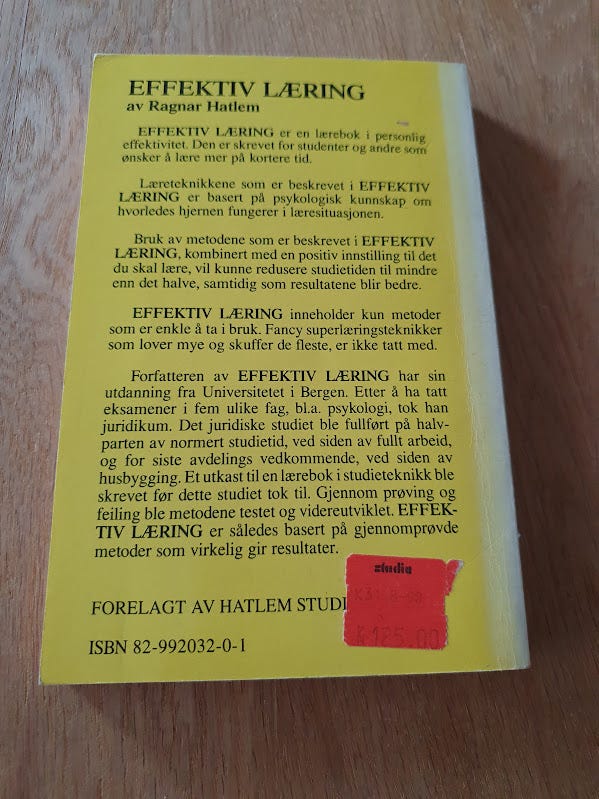 EFFEKTIV LÆRING
av Ragnar Hatlem
EFFEKTIV LÆRING er en lærebok i personlig
effektivitet. Den er skrevet for studenter og andre som
ønsker å lære mer på kortere tid.
Læreteknikkene som er beskrevet i EFFEKTIV
LÆRING er basert på psykologisk kunnskap om
hvorledes hjernen fungerer i læresituasjonen.
Bruk av metodene som er beskrevet i EFFEKTIV
LÆRING, kombinert med en positiv innstilling til det
du skal lære, vil kunne redusere studietiden til mindre
enn det halve, samtidig som resultatene blir bedre.
EFFEKTIV LÆRING inneholder kun metoder
som er enkle å ta i bruk. Fancy superlæringsteknikker
som lover mye og skuffer de fleste, er ikke tatt med.
Forfatteren av EFFEKTIV LÆRING har sin
utdanning fra Universitetet i Bergen. Etter å ha tatt
eksamener i fem ulike fag, bl.a. psykologi, tok han
juridikum. Det juridiske studiet ble fullført på halv-
parten av normert studietid, ved siden av fullt arbeid,
og for siste avdelings vedkommende, ved siden av
husbygging. Et utkast til en lærebok i studieteknikk ble
skrevet før dette studiet tok til. Gjennom prøving og
feiling ble metodene testet og videreutviklet. EFFEK-
TIV LÆRING er således basert på gjennomprøvde
metoder som virkelig gir resultater.
studia
FORELAGT AV HATLEM STUDI
K125.00
ISBN 82-992032-0-1